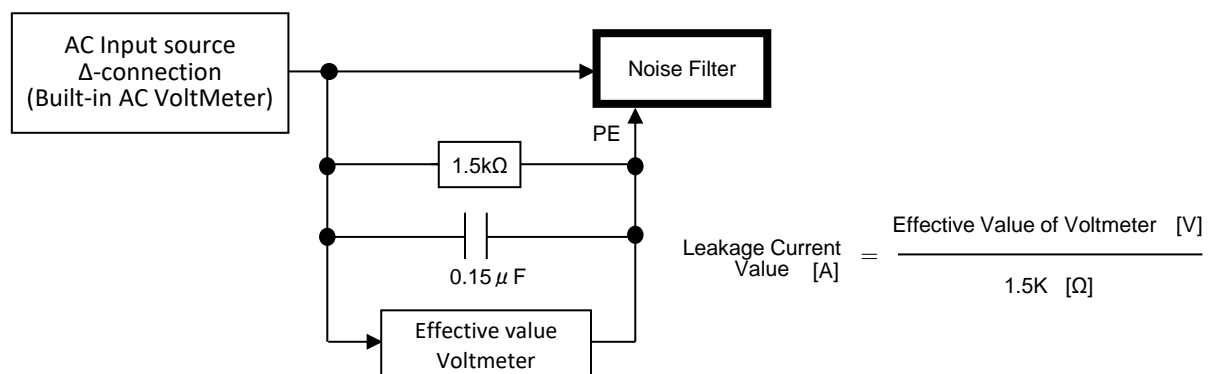 AC Input source
Δ-connection
(Built-in AC VoltMeter)
Noise Filter
PE
1.5kΩ
0.15μF
Effective value
Voltmeter
Leakage Current
Value [A]
=
Effective Value of Voltmeter [V]
1.5K [Ω]